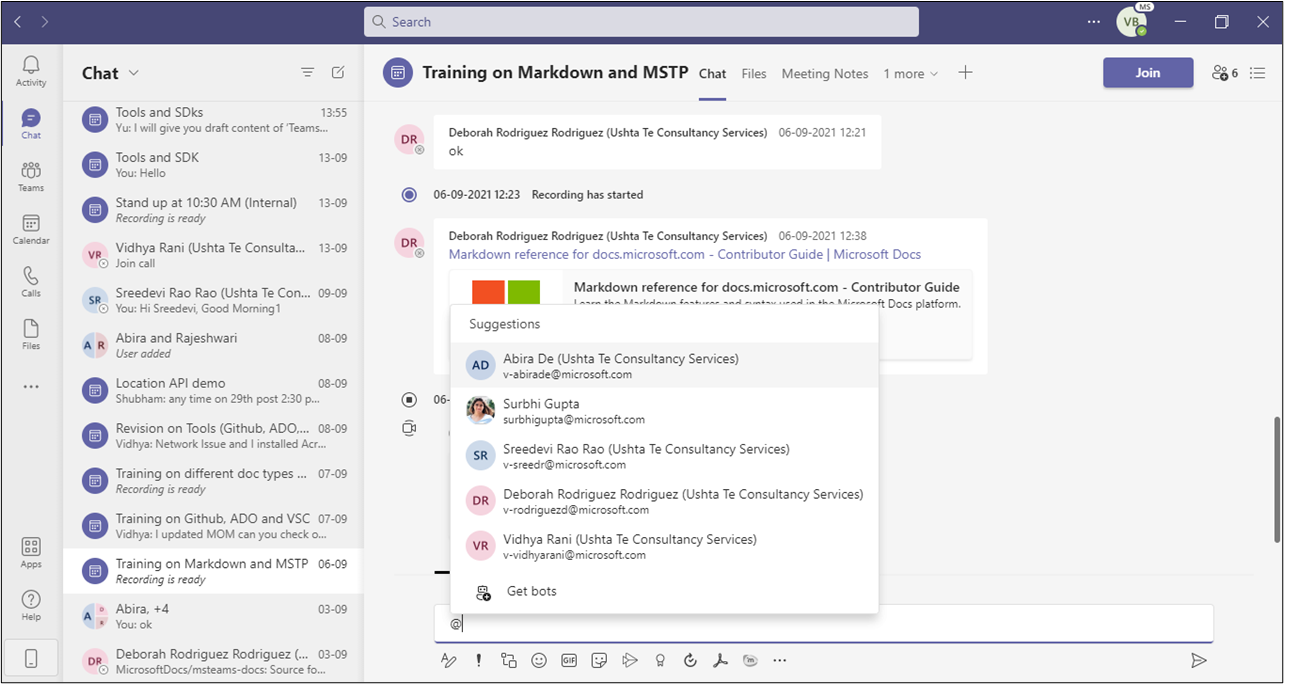 Search
MS
VB
Activity
Chat
Teams
Calendar
Calls
Files
Apps
Help
Chat
Tools and SDks 13:55
Yu: I will give you draft content of 'Teams...
Tools and SDK 13-09
You: Hello
Stand up at 10:30 AM (Internal) 13-09
Recording is ready
VR Vidhya Rani (Ushta Te Consulta... 13-09
Join call
SR Sreedevi Rao Rao (Ushta Te Con... 09-09
You: Hi Sreedevi, Good Morning1
A R Abira and Rajeshwari 08-09
User added
Location API demo 08-09
Shubham: any time on 29th post 2:30 p...
Revision on Tools (Github, ADO,... 08-09
Vidhya: Network Issue and I installed Acr...
Training on different doc types ... 07-09
Recording is ready
Training on Github, ADO and VSC 07-09
Vidhya: I updated MOM can you check o...
Training on Markdown and MSTP 06-09
Recording is ready
A D R Abira, +4 03-09
You: ok
DR Deborah Rodriguez Rodriguez (... 03-09
MicrosoftDocs/msteams-docs: Source fo...
Training on Markdown and MSTP Chat Files Meeting Notes 1 more Join 6
DR Deborah Rodriguez Rodriguez (Ushta Te Consultancy Services) 06-09-2021 12:21
ok
06-09-2021 12:23 Recording has started
DR Deborah Rodriguez Rodriguez (Ushta Te Consultancy Services) 06-09-2021 12:38
Markdown reference for docs.microsoft.com - Contributor Guide | Microsoft Docs
Markdown reference for docs.microsoft.com - Contributor Guide
Learn the Markdown features and syntax used in the Microsoft Docs platform.
06-
Suggestions
AD Abira De (Ushta Te Consultancy Services)
v-abirade@microsoft.com
Surbhi Gupta
surbhigupta@microsoft.com
SR Sreedevi Rao Rao (Ushta Te Consultancy Services)
v-sreedr@microsoft.com
DR Deborah Rodriguez Rodriguez (Ushta Te Consultancy Services)
v-rodriguezd@microsoft.com
VR Vidhya Rani (Ushta Te Consultancy Services)
v-vidhyarani@microsoft.com
Get bots
@
GIF